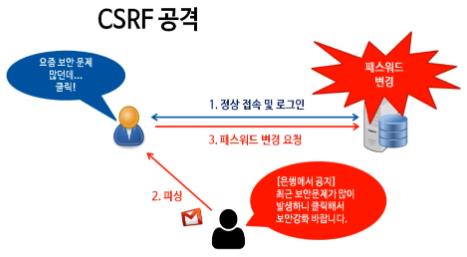 CSRF 공격
요즘 보안 문제
많던데...
클릭!
패스워드
변경
1. 정상 접속 및 로그인
3. 패스워드 변경 요청
2. 피싱
[은행에서 공지]
최근 보안문제가 많이
발생하니 클릭해서
보안강화 바랍니다.